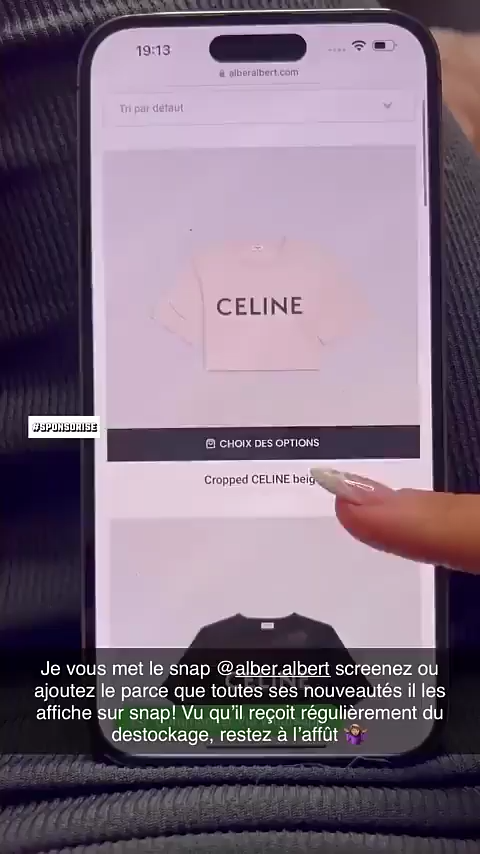 19:13
alberalbert.com
Tri par défaut
CELINE
#SPONSORISE
CHOIX DES OPTIONS
Cropped CELINE beig
Je vous met le snap @alber.albert screenez ou
ajoutez le parce que toutes ses nouveautés il les
affiche sur snap! Vu qu'il reçoit régulièrement du
destockage, restez à l'affût 🤷🏽‍♀️